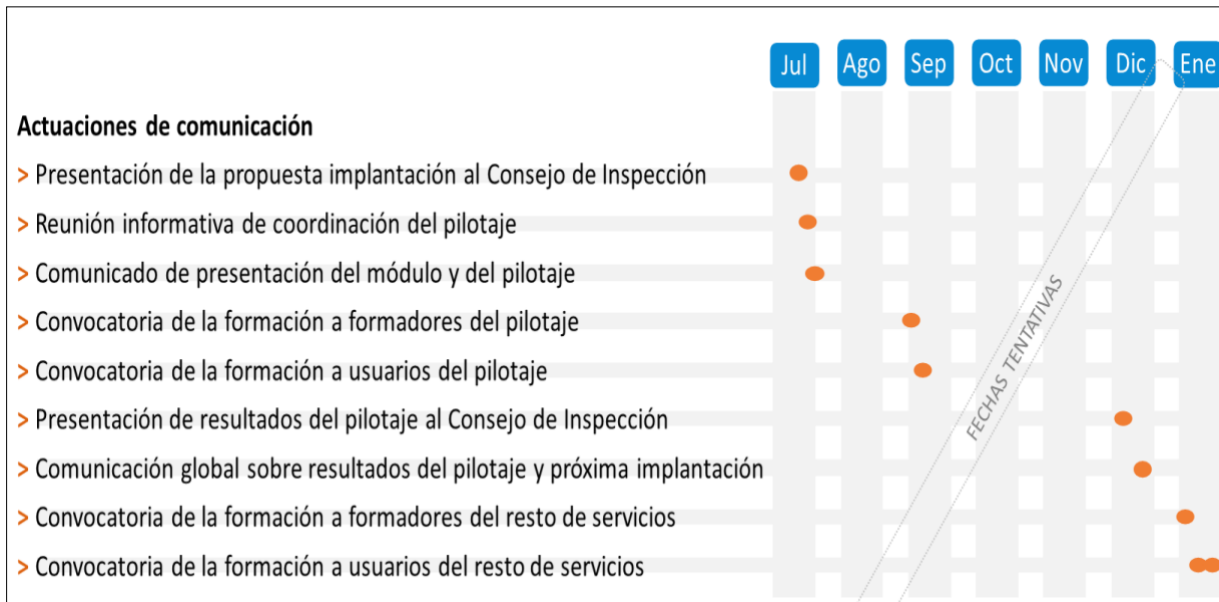 Jul Ago Sep Oct Nov Dic Ene
Actuaciones de comunicación
> Presentación de la propuesta implantación al Consejo de Inspección
> Reunión informativa de coordinación del pilotaje
> Comunicado de presentación del módulo y del pilotaje
> Convocatoria de la formación a formadores del pilotaje
> Convocatoria de la formación a usuarios del pilotaje
> Presentación de resultados del pilotaje al Consejo de Inspección
> Comunicación global sobre resultados del pilotaje y próxima implantación
> Convocatoria de la formación a formadores del resto de servicios
> Convocatoria de la formación a usuarios del resto de servicios
FECHAS TENTATIVAS